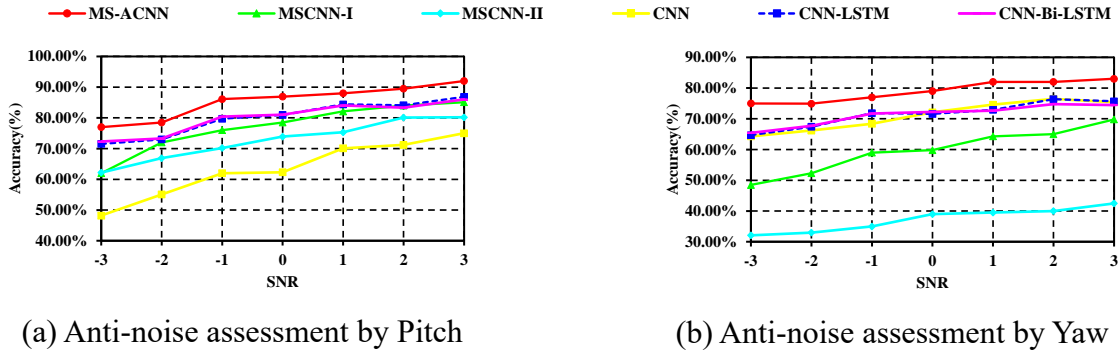 MS-ACNN MSCNN-I MSCNN-II CNN CNN-LSTM CNN-Bi-LSTM
100.00%
90.00%
80.00%
70.00%
60.00%
50.00%
40.00%
Accuracy(%)
-3 -2 -1 0 1 2 3
SNR
(a) Anti-noise assessment by Pitch
90.00%
80.00%
70.00%
60.00%
50.00%
40.00%
30.00%
Accuracy(%)
-3 -2 -1 0 1 2 3
SNR
(b) Anti-noise assessment by Yaw